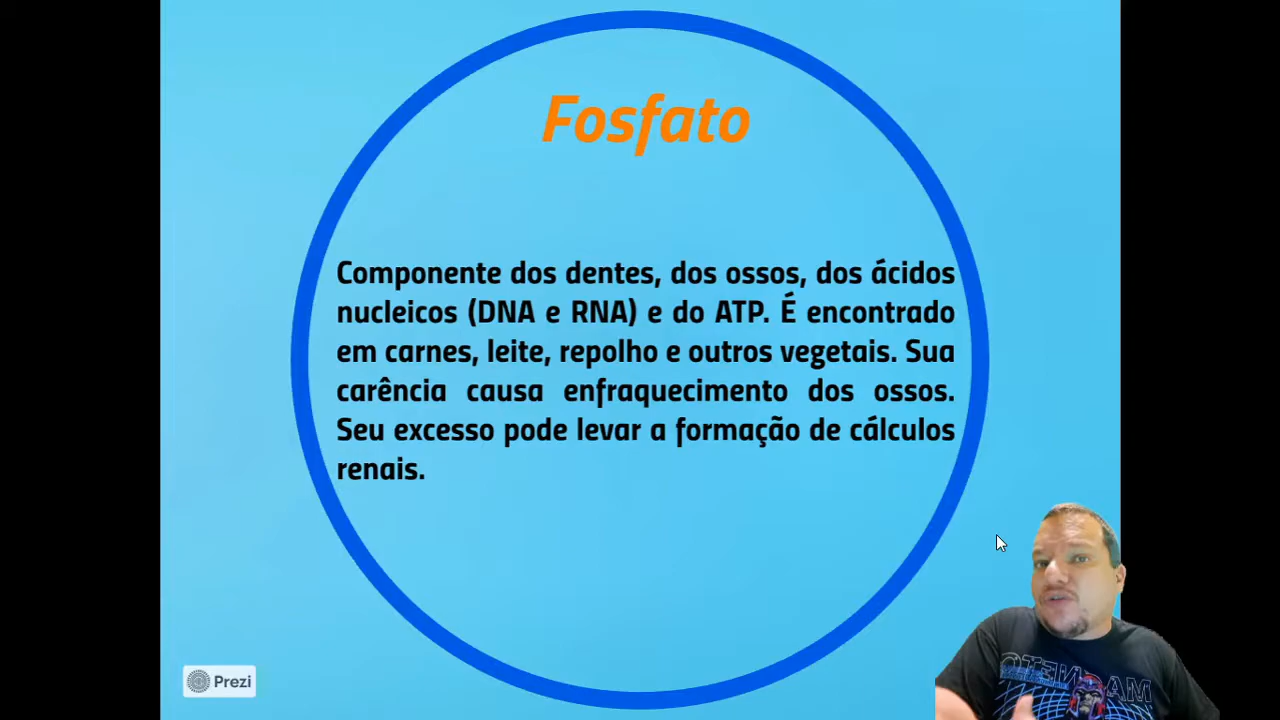 Fosfato
Componente dos dentes, dos ossos, dos ácidos
nucleicos (DNA e RNA) e do ATP. É encontrado
em carnes, leite, repolho e outros vegetais. Sua
carência causa enfraquecimento dos ossos.
Seu excesso pode levar a formação de cálculos
renais.
Prezi
MAGNETO